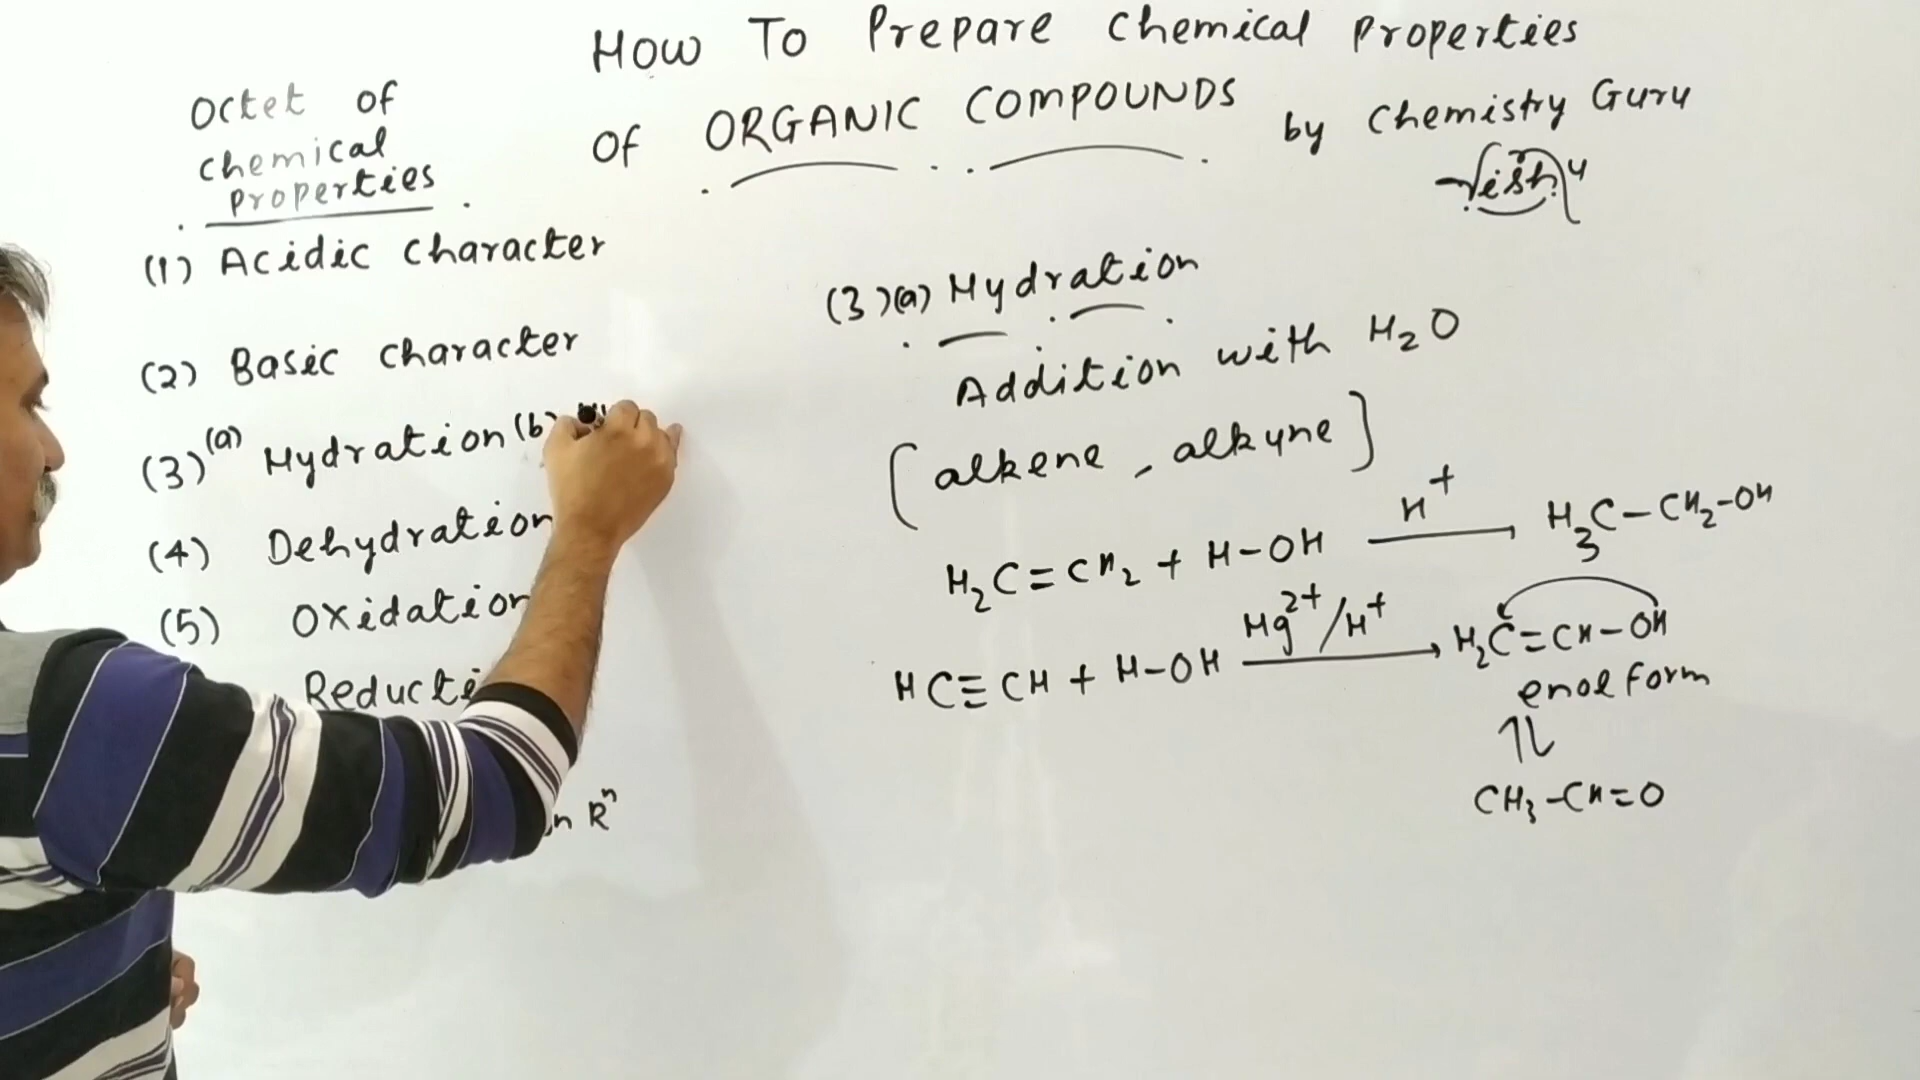 How To Prepare Chemical Properties
of ORGANIC COMPOUNDS by Chemistry Guru
Vishy
Octet of
chemical
properties
(1) Acidic character
(2) Basic character
(3)(a) Hydration (b)
(4) Dehydration
(5) Oxidation
Reducti
n Rⁿ
(3)(a) Hydration
Addition with H₂O
[alkene, alkyne]
H₂C=CH₂ + H-OH H⁺ → H₃C-CH₂-OH
HC≡CH + H-OH Hg²⁺/H⁺ → H₂C=CH-OH
enol form
⇅
CH₃-CH=O